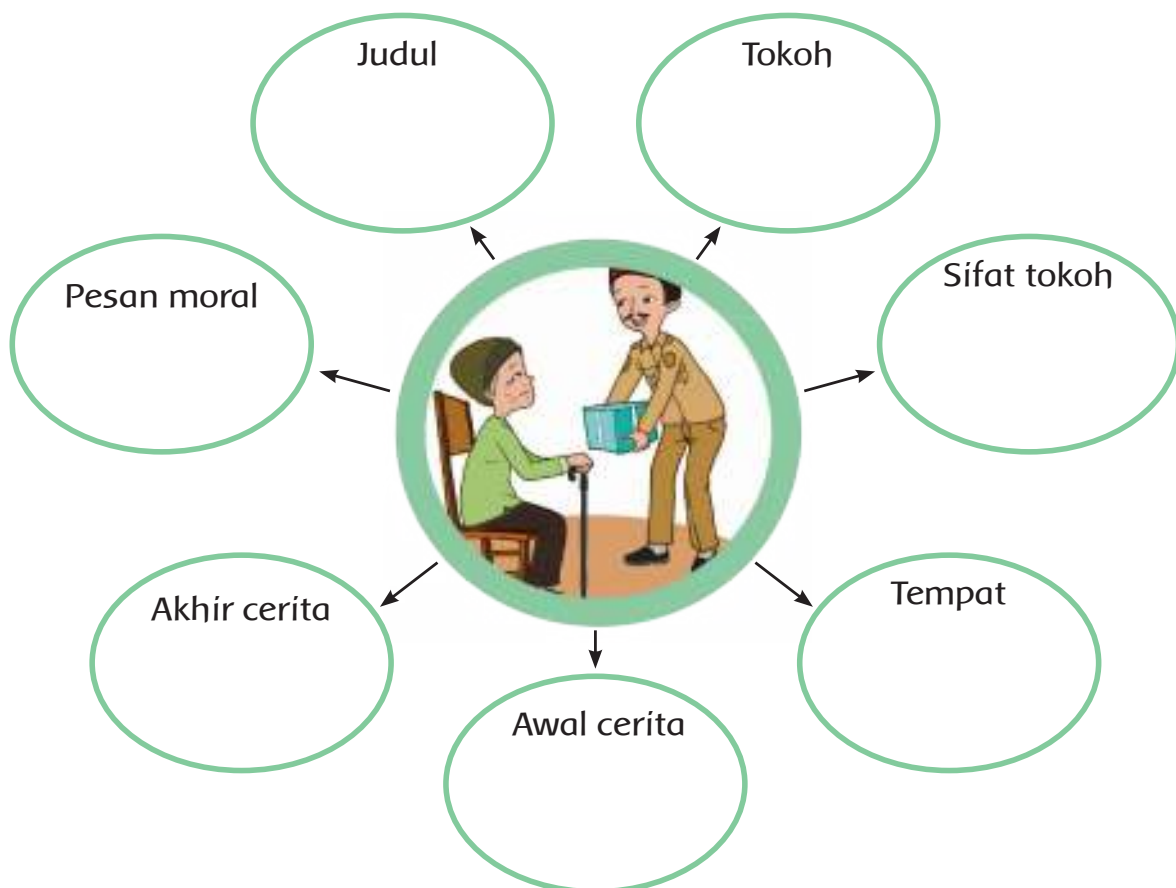 Judul
Tokoh
Pesan moral
Sifat tokoh
Akhir cerita
Tempat
Awal cerita